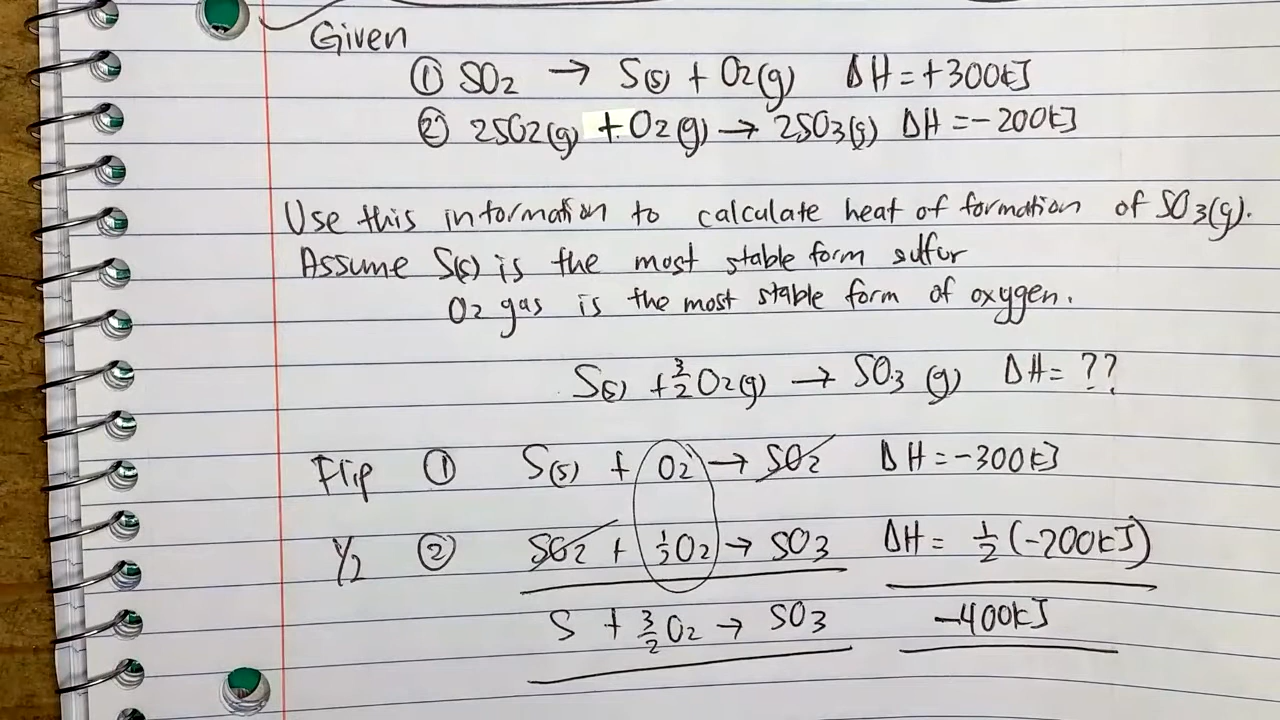 Given
① SO2 → S(s) + O2(g) ΔH = +300kJ
② 2SO2(g) + O2(g) → 2SO3(g) ΔH = -200kJ
Use this information to calculate heat of formation of SO3(g).
Assume S(s) is the most stable form sulfur
O2 gas is the most stable form of oxygen.
S(s) + 3/2 O2(g) → SO3 (g) ΔH = ??
Flip ① S(s) + O2 → SO2 ΔH = -300kJ
1/2 ② SO2 + 1/2 O2 → SO3 ΔH = 1/2 (-200kJ)
S + 3/2 O2 → SO3 -400kJ